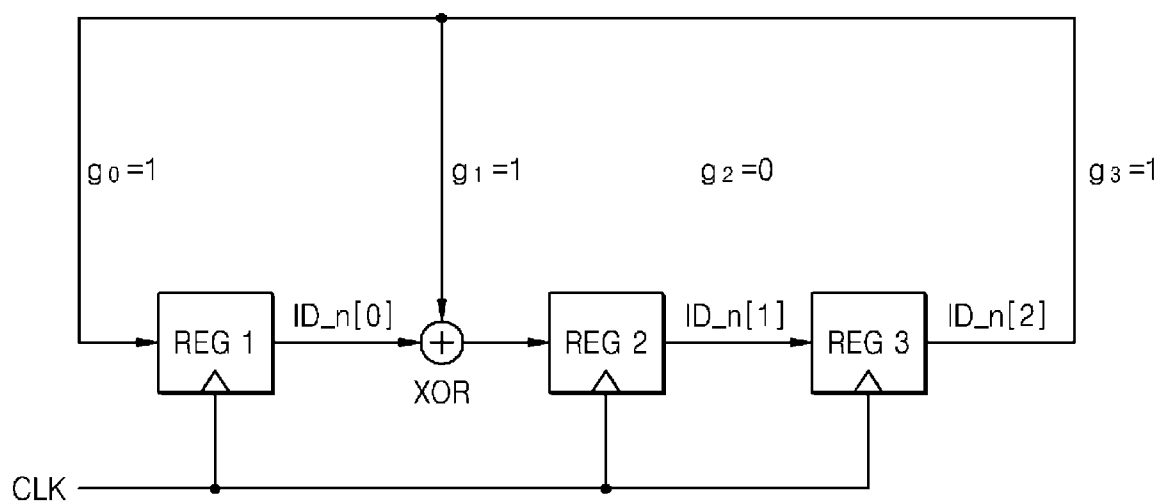 g0=1
g1=1
g2=0
g3=1
REG 1
ID_n[0]
XOR
REG 2
ID_n[1]
REG 3
ID_n[2]
CLK